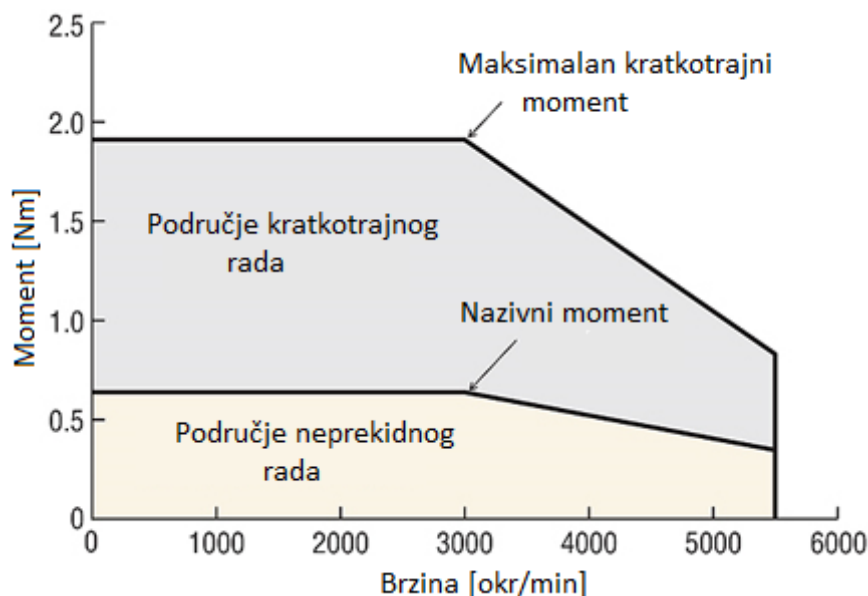 2.5
Maksimalan kratkotrajni
moment
2.0
Područje kratkotrajnog
rada
1.5
Moment [Nm]
Nazivni moment
1.0
Područje neprekidnog
rada
0.5
0
0 1000 2000 3000 4000 5000 6000
Brzina [okr/min]